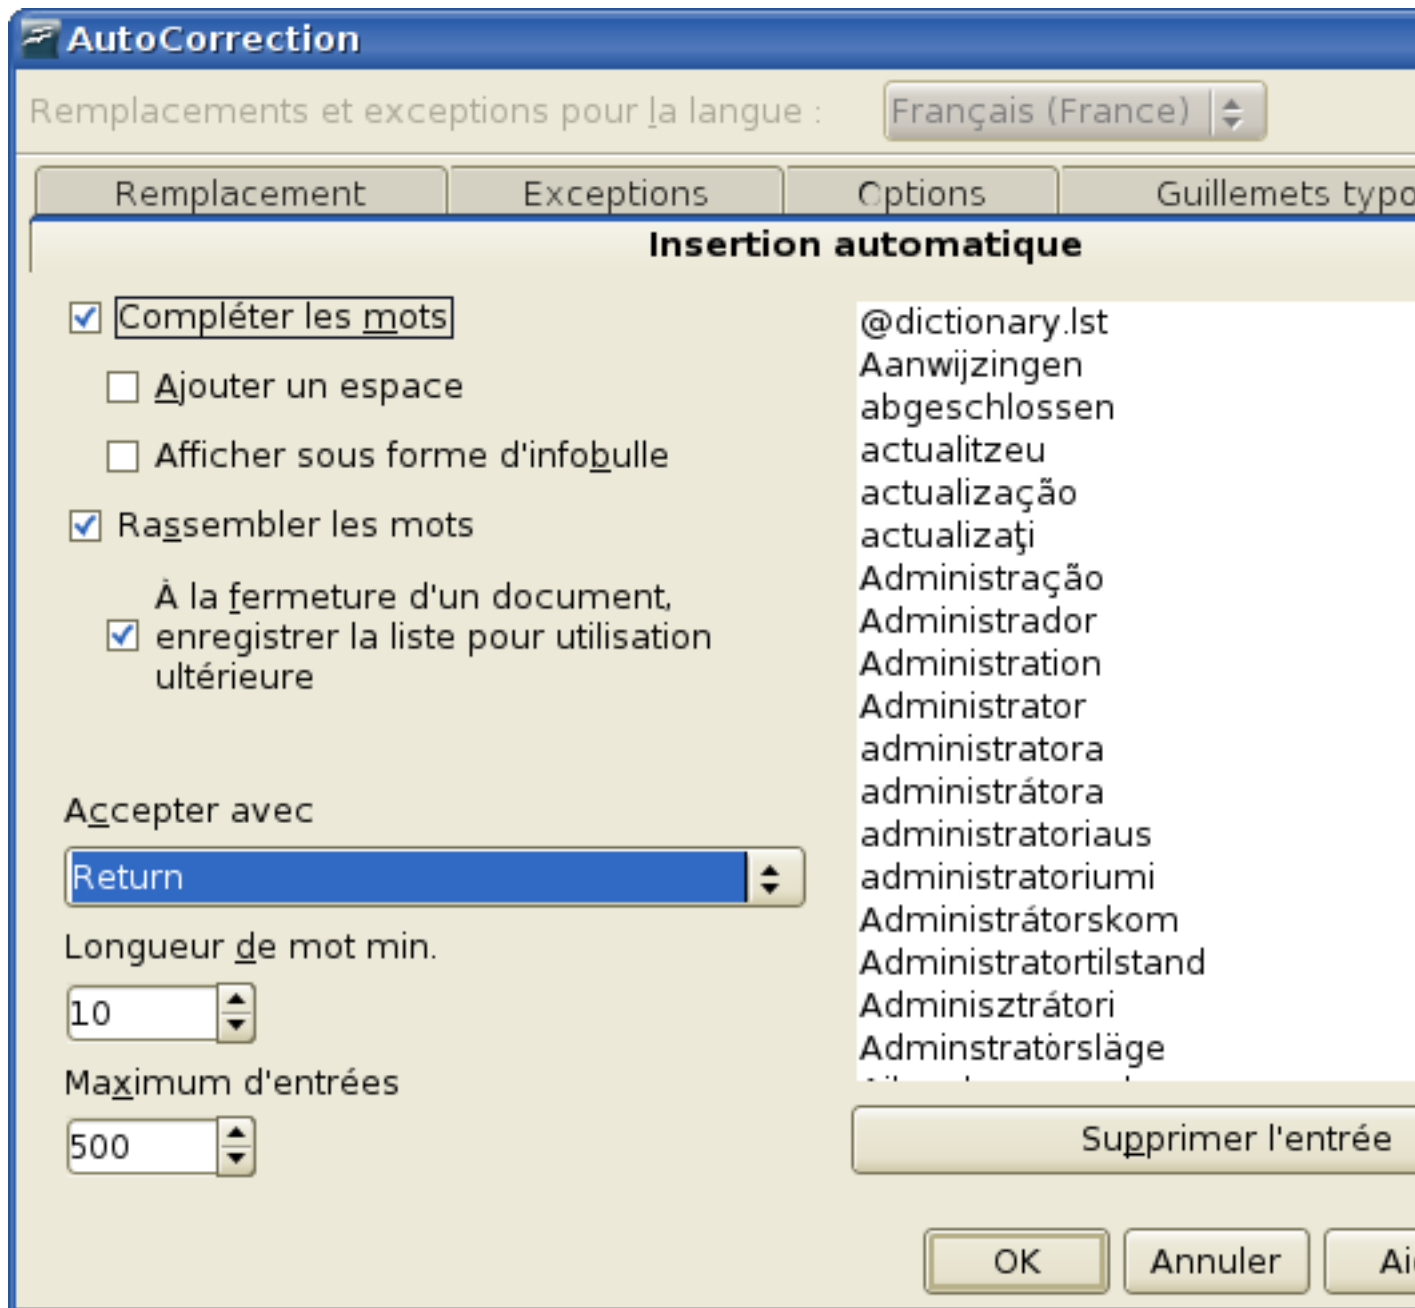 AutoCorrection
Remplacements et exceptions pour la langue :
Français (France)
Remplacement
Exceptions
Options
Guillemets typo
Insertion automatique
Compléter les mots
Ajouter un espace
Afficher sous forme d'infobulle
Rassembler les mots
À la fermeture d'un document,
enregistrer la liste pour utilisation
ultérieure
Accepter avec
Return
Longueur de mot min.
10
Maximum d'entrées
500
@dictionary.lst
Aanwijzingen
abgeschlossen
actualitzeu
actualização
actualizaţi
Administração
Administrador
Administration
Administrator
administratora
administrátora
administratoriaus
administratoriumi
Administrátorskom
Administratortilstand
Adminisztrátori
Adminstratörsläge
Supprimer l'entrée
OK
Annuler